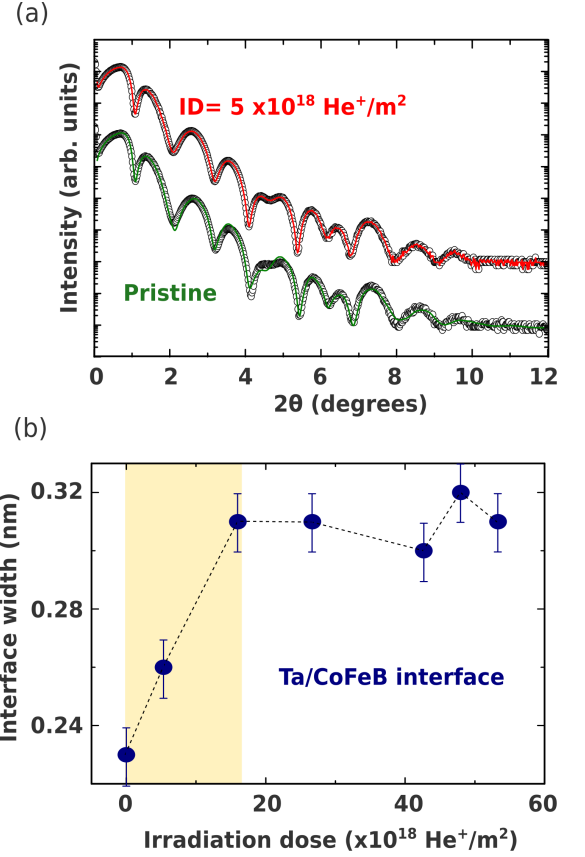 (a)
Intensity (arb. units)
ID= 5 x10¹⁸ He⁺/m²
Pristine
0 2 4 6 8 10 12
2θ (degrees)
(b)
Interface width (nm)
0.32
0.28
0.24
Ta/CoFeB interface
0 20 40 60
Irradiation dose (x10¹⁸ He⁺/m²)